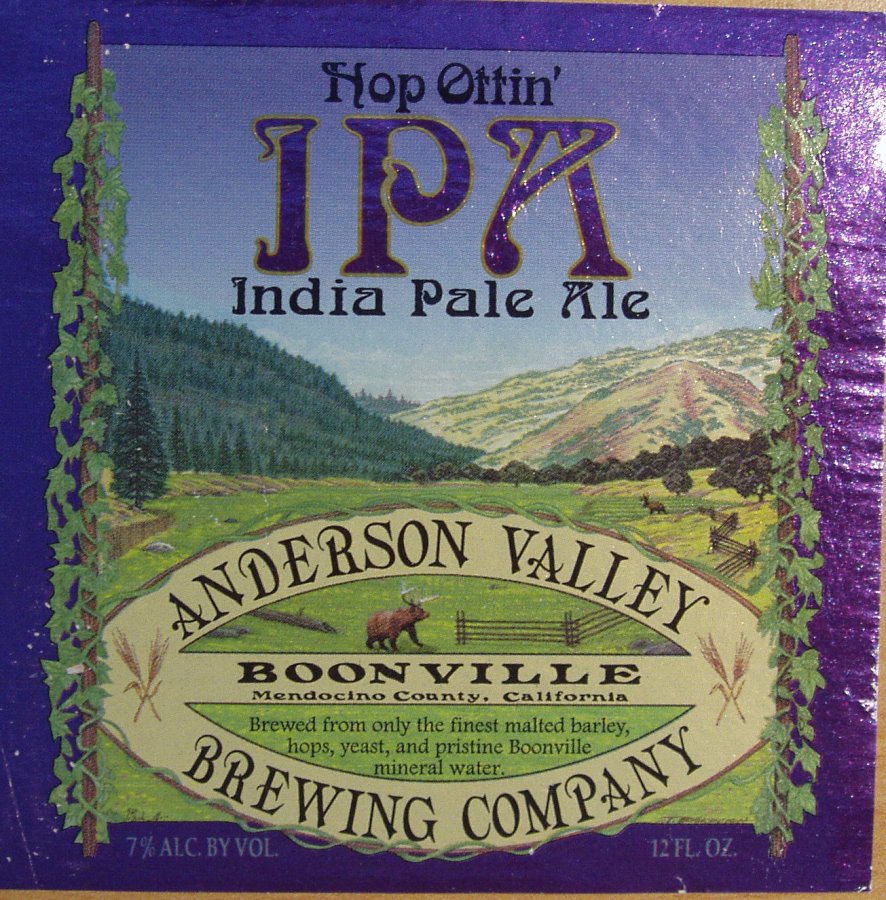 Hop Ottin'
IPA
India Pale Ale
ANDERSON VALLEY
BOONVILLE
Mendocino County, California
Brewed from only the finest malted barley,
hops, yeast, and pristine Boonville
mineral water.
BREWING COMPANY
7% ALC. BY VOL.
12 FL. OZ.